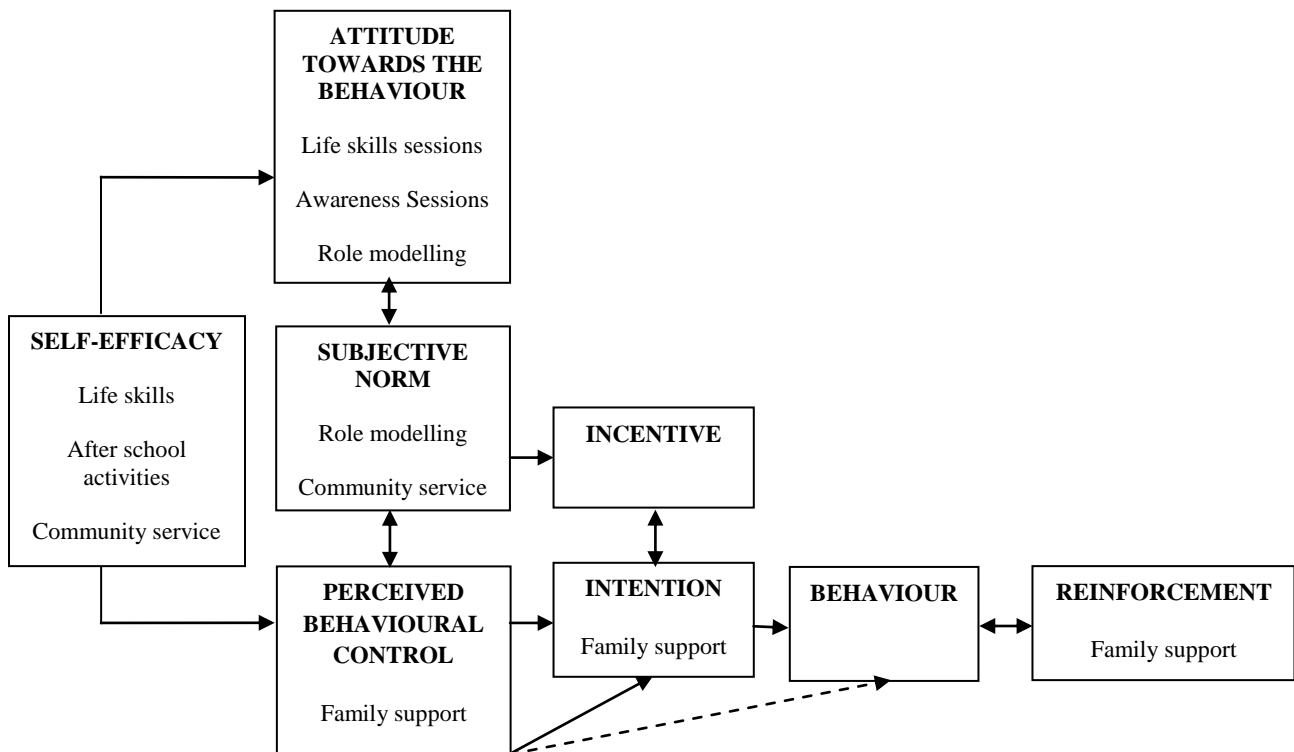 ATTITUDE
TOWARDS THE
BEHAVIOUR
Life skills sessions
Awareness Sessions
Role modelling
SELF-EFFICACY
Life skills
After school
activities
Community service
SUBJECTIVE
NORM
Role modelling
Community service
INCENTIVE
PERCEIVED
BEHAVIOURAL
CONTROL
Family support
INTENTION
Family support
BEHAVIOUR
REINFORCEMENT
Family support